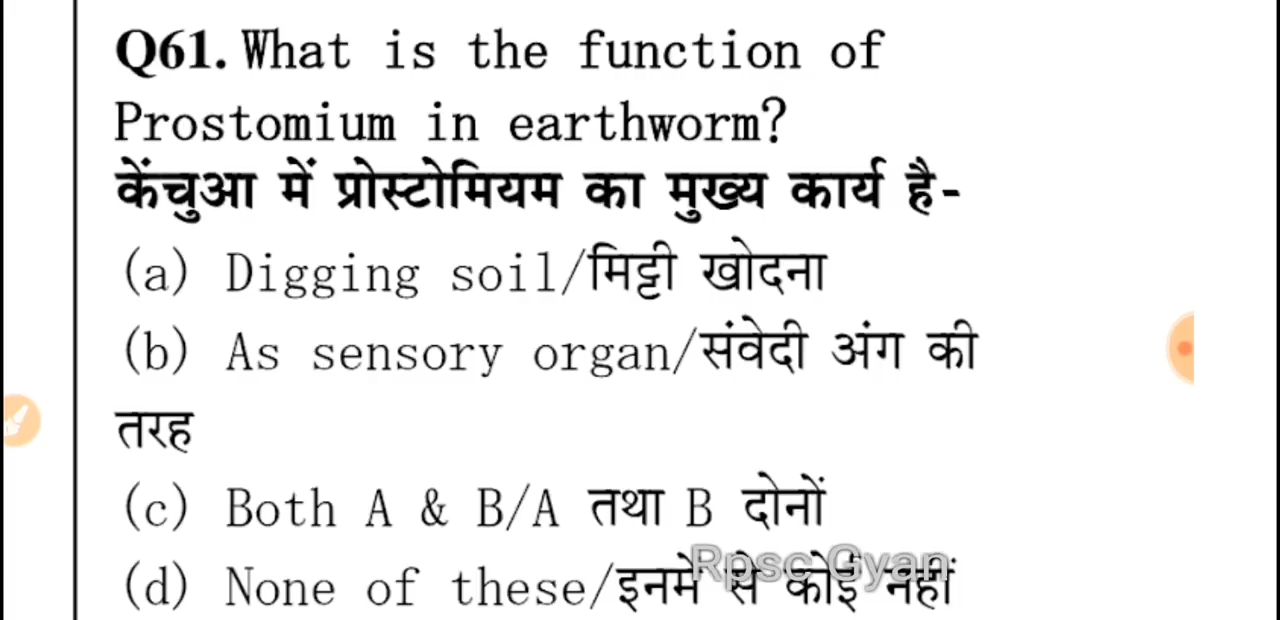 Q61. What is the function of
Prostomium in earthworm?
केंचुआ में प्रोस्टोमियम का मुख्य कार्य है-
(a) Digging soil/मिट्टी खोदना
(b) As sensory organ/संवेदी अंग की
तरह
(c) Both A & B/A तथा B दोनों
(d) None of these/इनमें से कोई नहीं
Rpsc Gyan